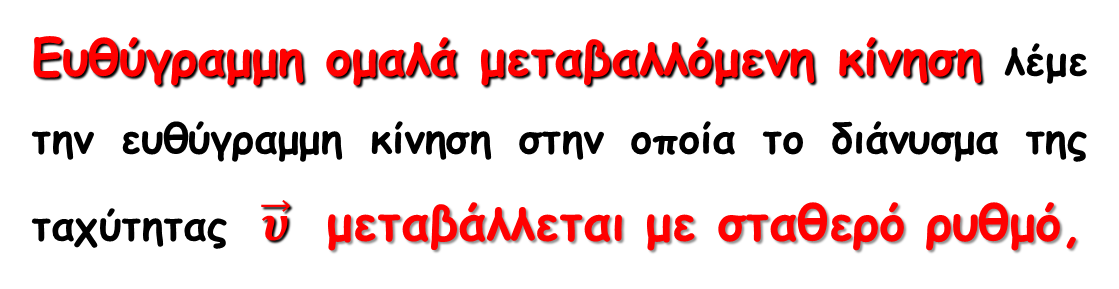 Ευθύγραμμη ομαλά μεταβαλλόμενη κίνηση λέμε
την ευθύγραμμη κίνηση στην οποία το διάνυσμα της
ταχύτητας υ⃗ μεταβάλλεται με σταθερό ρυθμό,